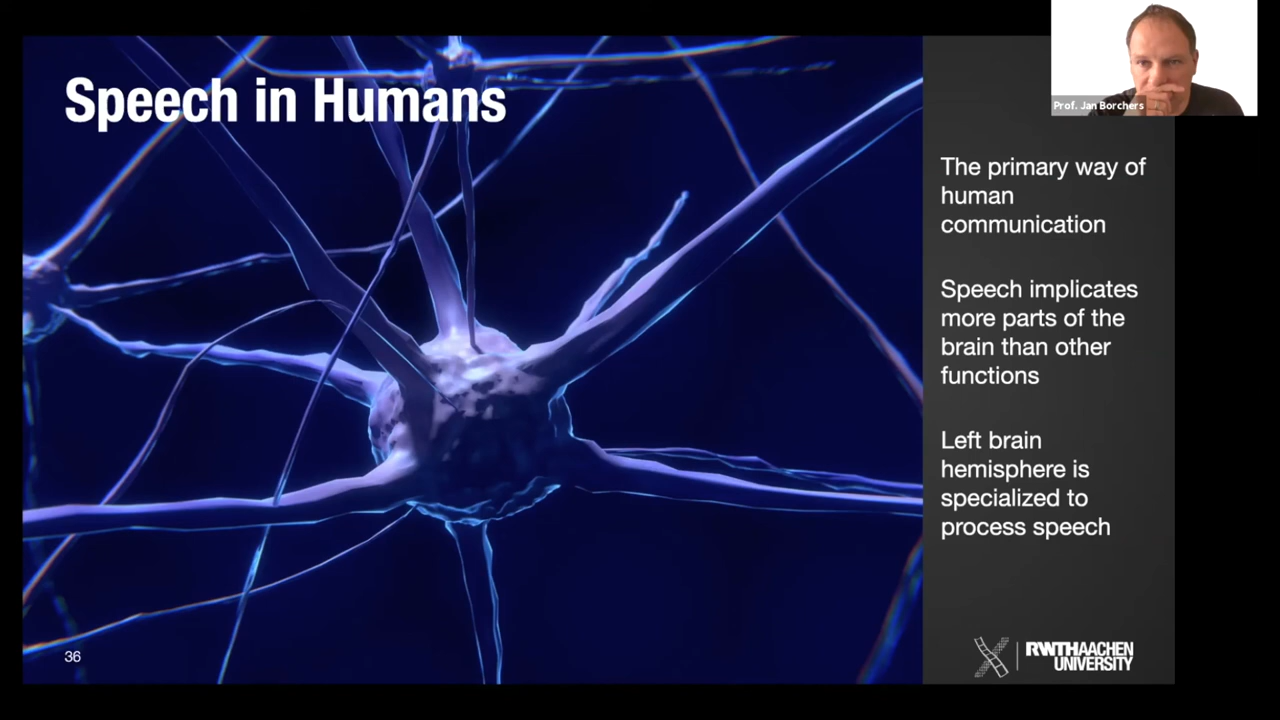 Speech in Humans
Prof. Jan Borchers
The primary way of
human
communication
Speech implicates
more parts of the
brain than other
functions
Left brain
hemisphere is
specialized to
process speech
36
RWTHAACHEN
UNIVERSITY